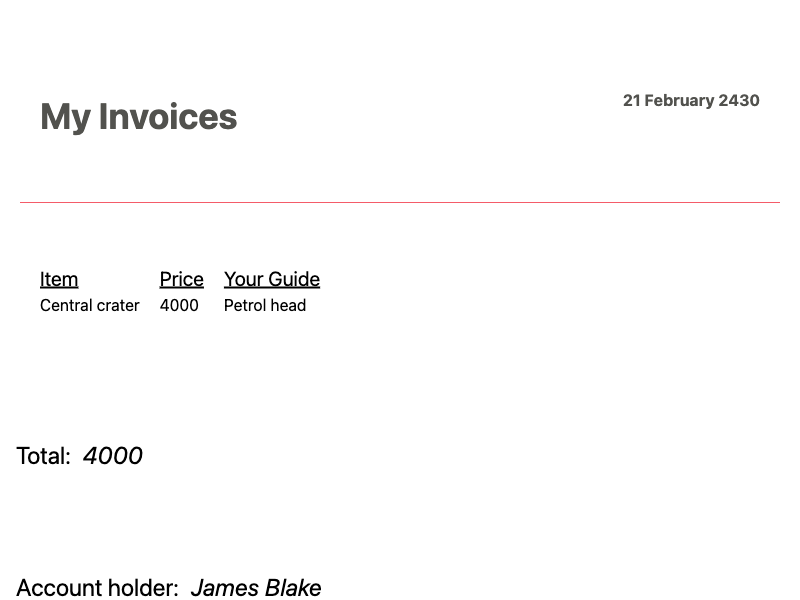 My Invoices
21 February 2430
Item Price Your Guide
Central crater 4000 Petrol head
Total: 4000
Account holder: James Blake